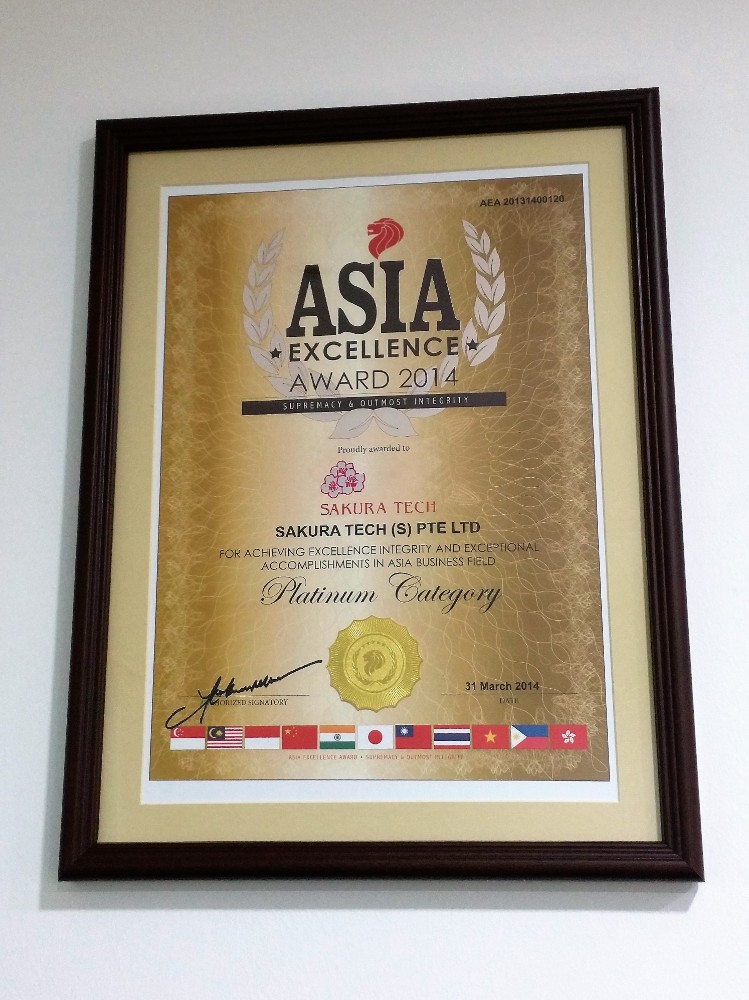 AEA 20131400120
ASIA
EXCELLENCE
AWARD 2014
SUPREMACY & OUTMOST INTEGRITY
Proudly awarded to
SAKURA TECH
SAKURA TECH (S) PTE LTD
FOR ACHIEVING EXCELLENCE INTEGRITY AND EXCEPTIONAL
ACCOMPLISHMENTS IN ASIA BUSINESS FIELD
Platinum Category
31 March 2014
SIGNATORY
DATE
ASIA EXCELLENCE AWARD • SUPREMACY & OUTMOST INTEGRITY